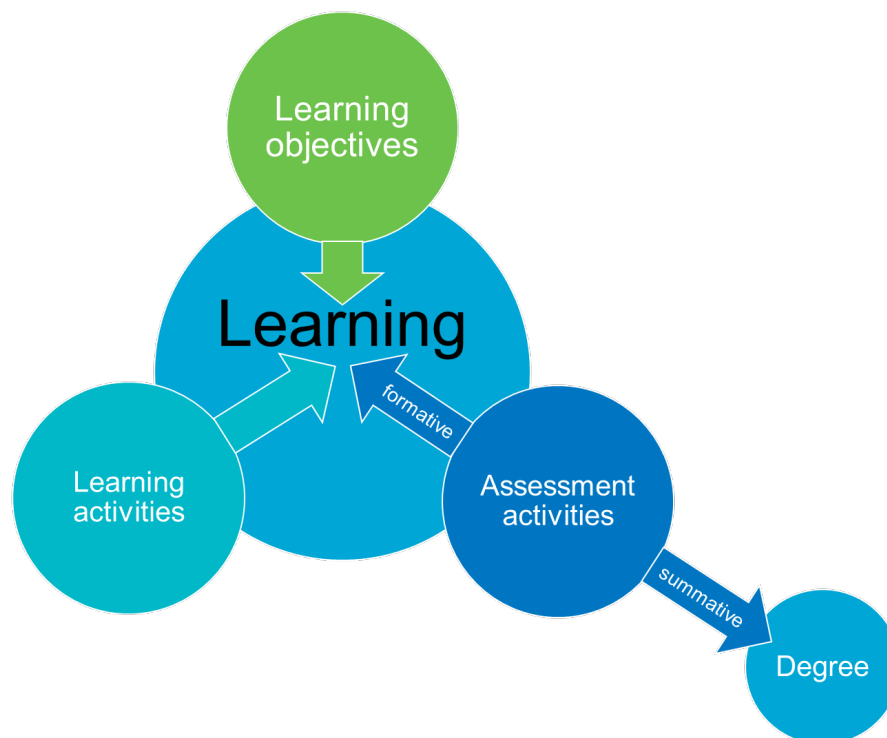 Learning
objectives
Learning
formative
Learning
activities
Assessment
activities
summative
Degree